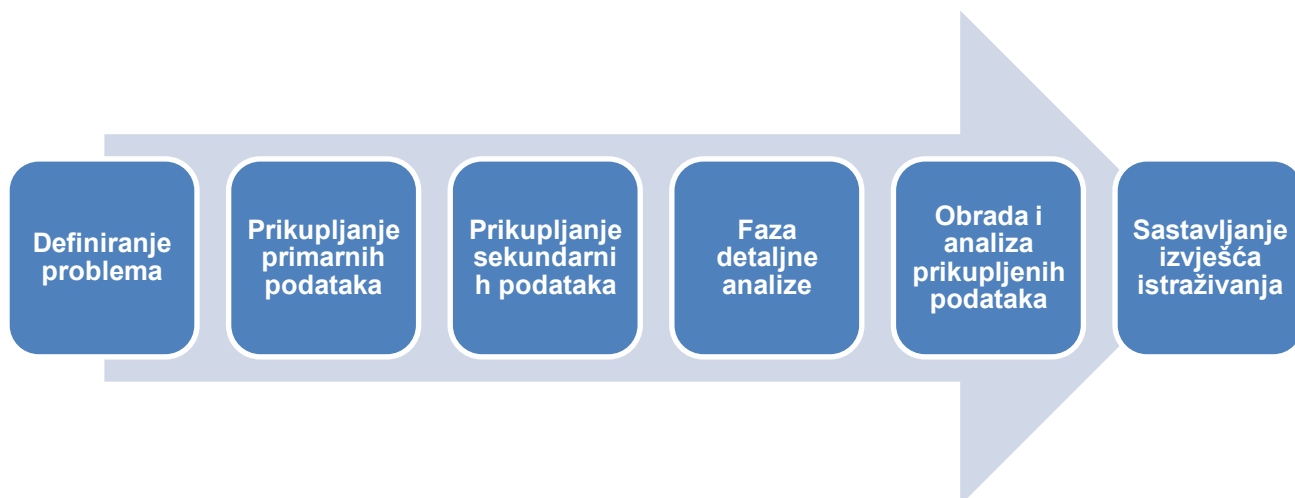 Definiranje
problema
Prikupljanje
primarnih
podataka
Prikupljanje
sekundarni
h podataka
Faza
detaljne
analize
Obrada i
analiza
prikupljenih
podataka
Sastavljanje
izvješća
istraživanja